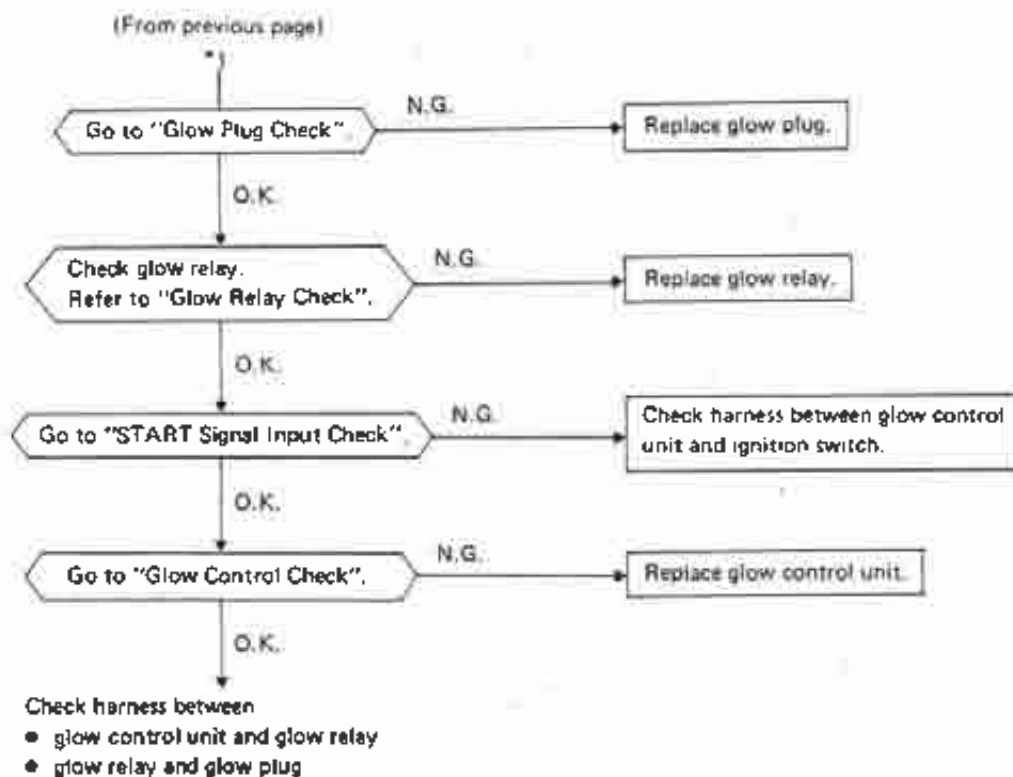 (From previous page)
*1
Go to "Glow Plug Check".
N.G.
Replace glow plug.
O.K.
Check glow relay.
Refer to "Glow Relay Check".
N.G.
Replace glow relay.
O.K.
Go to "START Signal Input Check".
N.G.
Check harness between glow control
unit and ignition switch.
O.K.
Go to "Glow Control Check".
N.G.
Replace glow control unit.
O.K.
Check harness between
● glow control unit and glow relay
● glow relay and glow plug